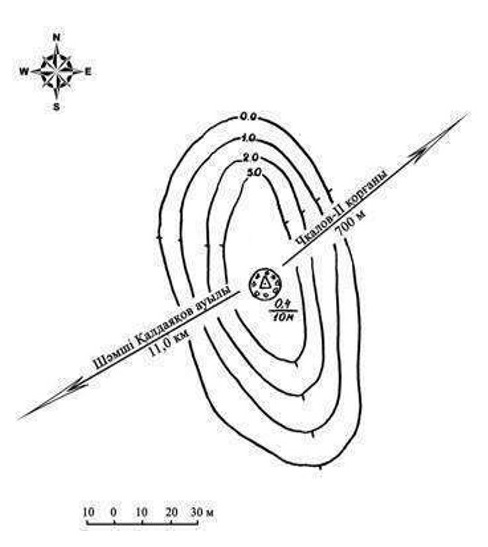 N
W E
S
0.0
1.0
2.0
3.0
Чкалов-II қорғаны
700 м
0,4
10м
Шәмші Қалдаяқов ауылы
11,0 км
10 0 10 20 30 м